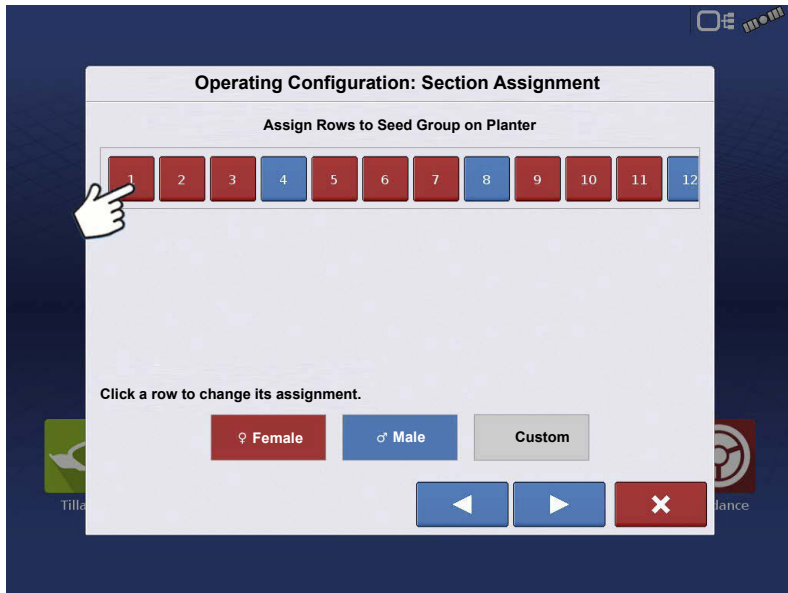 Operating Configuration: Section Assignment
Assign Rows to Seed Group on Planter
1 2 3 4 5 6 7 8 9 10 11 12
Click a row to change its assignment.
♀ Female ♂ Male Custom
Tilla dance